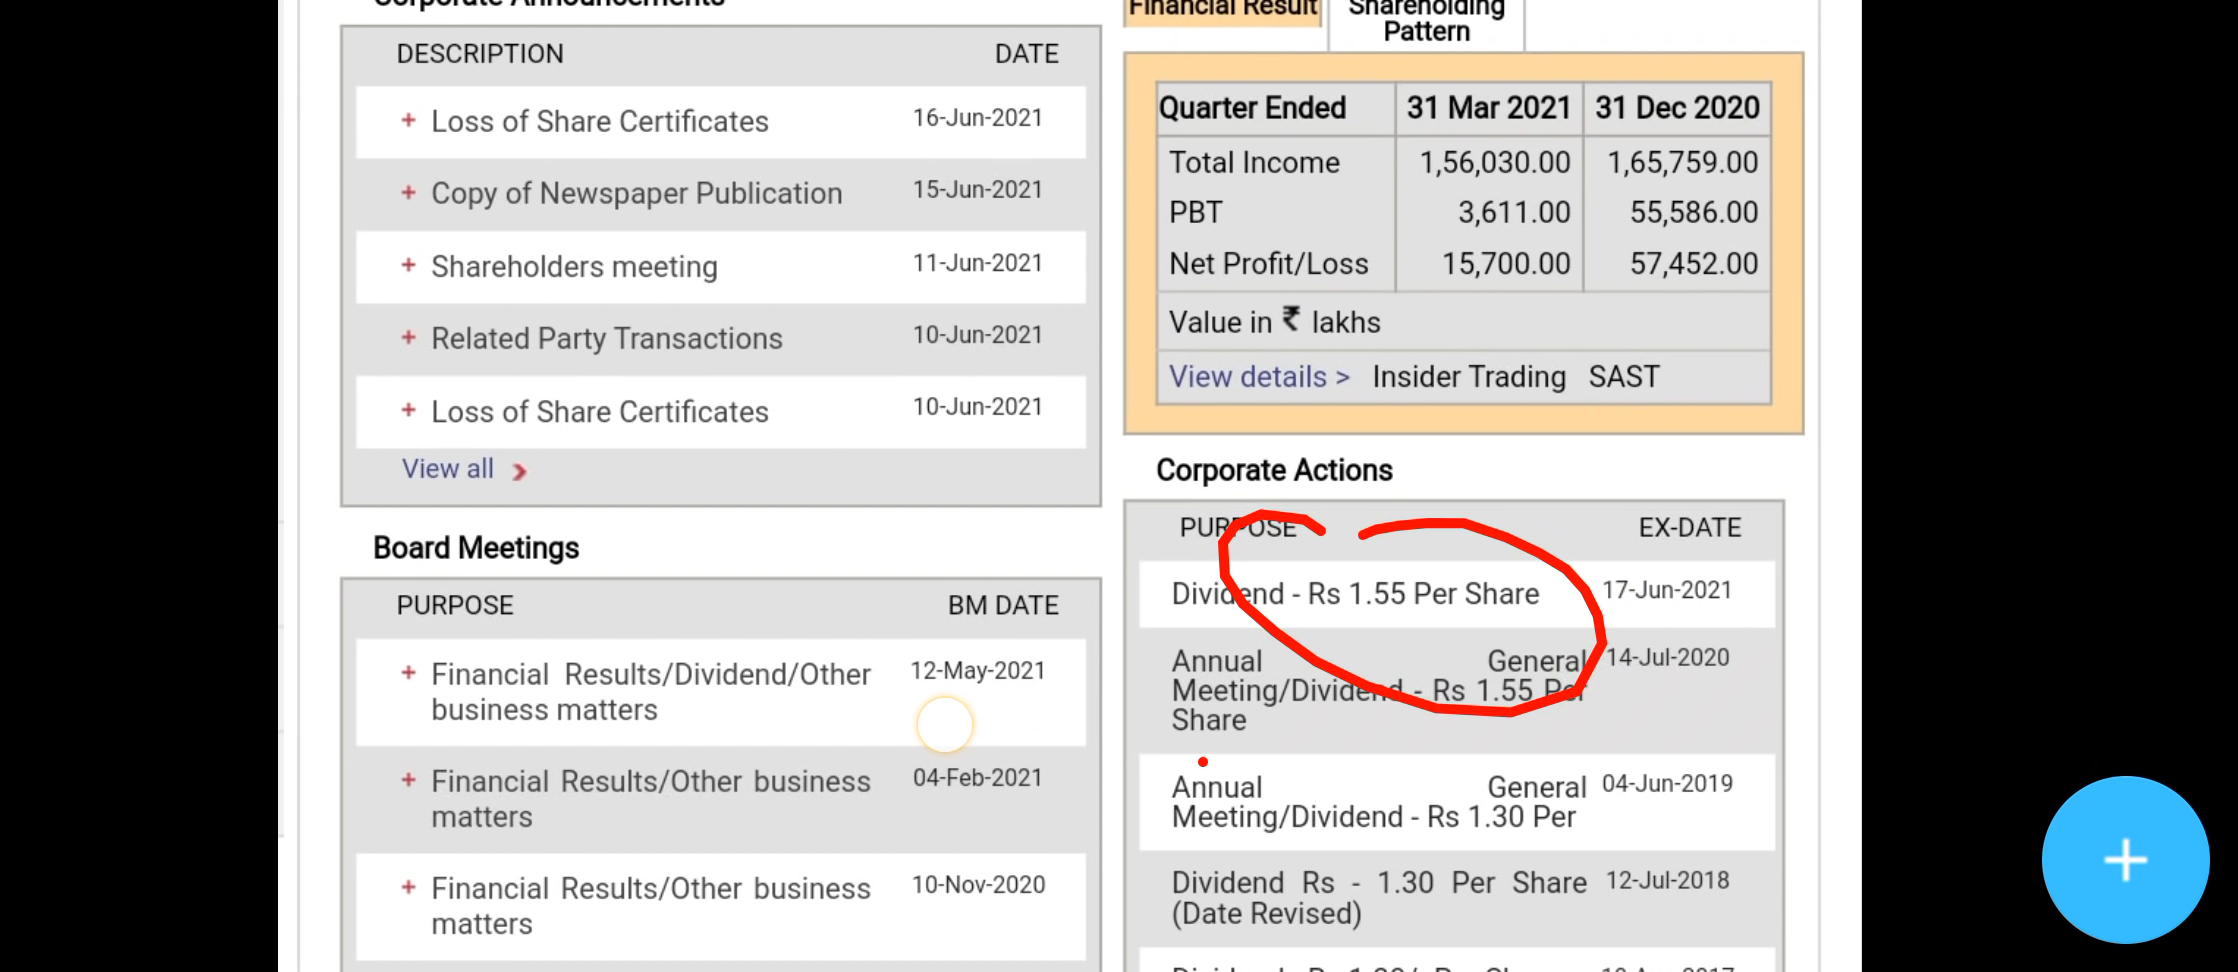 Corporate Announcements
DESCRIPTION DATE
+ Loss of Share Certificates 16-Jun-2021
+ Copy of Newspaper Publication 15-Jun-2021
+ Shareholders meeting 11-Jun-2021
+ Related Party Transactions 10-Jun-2021
+ Loss of Share Certificates 10-Jun-2021
View all
Board Meetings
PURPOSE BM DATE
+ Financial Results/Dividend/Other 12-May-2021
business matters
+ Financial Results/Other business 04-Feb-2021
matters
+ Financial Results/Other business 10-Nov-2020
matters
Financial Result
Shareholding
Pattern
Quarter Ended 31 Mar 2021 31 Dec 2020
Total Income 1,56,030.00 1,65,759.00
PBT 3,611.00 55,586.00
Net Profit/Loss 15,700.00 57,452.00
Value in ₹ lakhs
View details > Insider Trading SAST
Corporate Actions
PURPOSE EX-DATE
Dividend - Rs 1.55 Per Share 17-Jun-2021
Annual General 14-Jul-2020
Meeting/Dividend - Rs 1.55 Per
Share
Annual General 04-Jun-2019
Meeting/Dividend - Rs 1.30 Per
Dividend Rs - 1.30 Per Share 12-Jul-2018
(Date Revised)